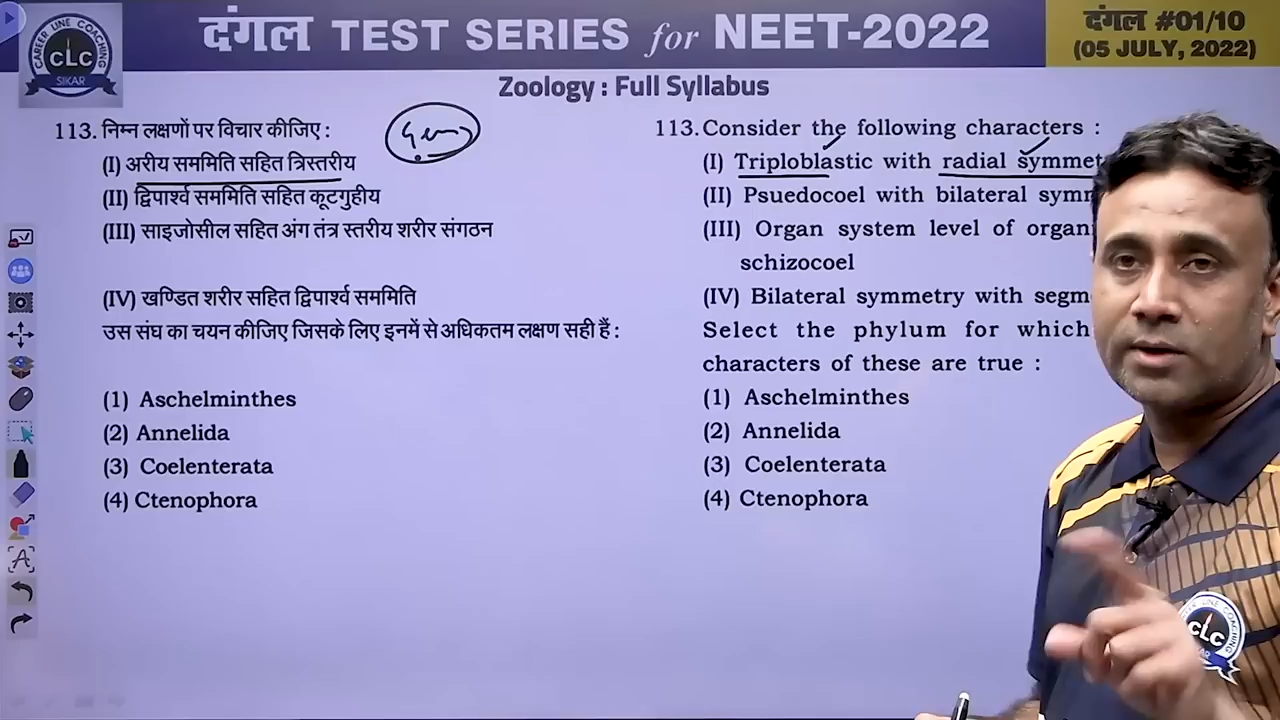 दंगल TEST SERIES for NEET-2022
दंगल #01/10
(05 JULY, 2022)
CAREER LINE COACHING
CLC
SIKAR
Zoology : Full Syllabus
113. निम्न लक्षणों पर विचार कीजिए :
(I) अरीय सममिति सहित त्रिस्तरीय
(II) द्विपार्श्व सममिति सहित कूटगुहीय
(III) साइजोसील सहित अंग तंत्र स्तरीय शरीर संगठन
(IV) खण्डित शरीर सहित द्विपार्श्व सममिति
उस संघ का चयन कीजिए जिसके लिए इनमें से अधिकतम लक्षण सही हैं :
(1) Aschelminthes
(2) Annelida
(3) Coelenterata
(4) Ctenophora
113. Consider the following characters :
(I) Triploblastic with radial symmet
(II) Psuedocoel with bilateral symm
(III) Organ system level of organ
schizocoel
(IV) Bilateral symmetry with segm
Select the phylum for which
characters of these are true :
(1) Aschelminthes
(2) Annelida
(3) Coelenterata
(4) Ctenophora
CLC